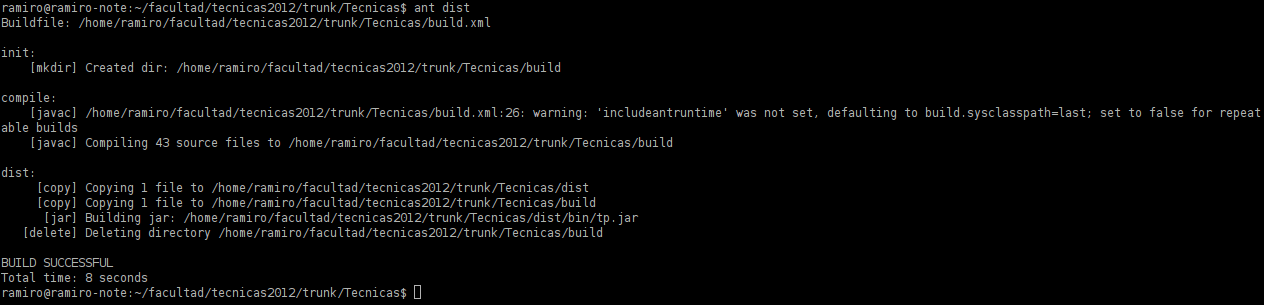 ramiro@ramiro-note:~/facultad/tecnicas2012/trunk/Tecnicas$ ant dist
Buildfile: /home/ramiro/facultad/tecnicas2012/trunk/Tecnicas/build.xml
init:
[mkdir] Created dir: /home/ramiro/facultad/tecnicas2012/trunk/Tecnicas/build
compile:
[javac] /home/ramiro/facultad/tecnicas2012/trunk/Tecnicas/build.xml:26: warning: 'includeantruntime' was not set, defaulting to build.sysclasspath=last; set to false for repeat
able builds
[javac] Compiling 43 source files to /home/ramiro/facultad/tecnicas2012/trunk/Tecnicas/build
dist:
[copy] Copying 1 file to /home/ramiro/facultad/tecnicas2012/trunk/Tecnicas/dist
[copy] Copying 1 file to /home/ramiro/facultad/tecnicas2012/trunk/Tecnicas/build
[jar] Building jar: /home/ramiro/facultad/tecnicas2012/trunk/Tecnicas/dist/bin/tp.jar
[delete] Deleting directory /home/ramiro/facultad/tecnicas2012/trunk/Tecnicas/build
BUILD SUCCESSFUL
Total time: 8 seconds
ramiro@ramiro-note:~/facultad/tecnicas2012/trunk/Tecnicas$